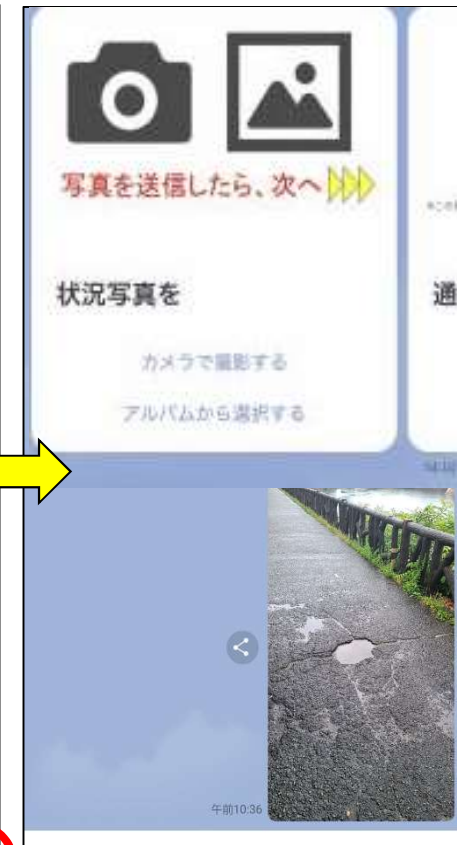 写真を送信したら、次へ
状況写真を
通
カメラで撮影する
アルバムから選択する
午前10:36